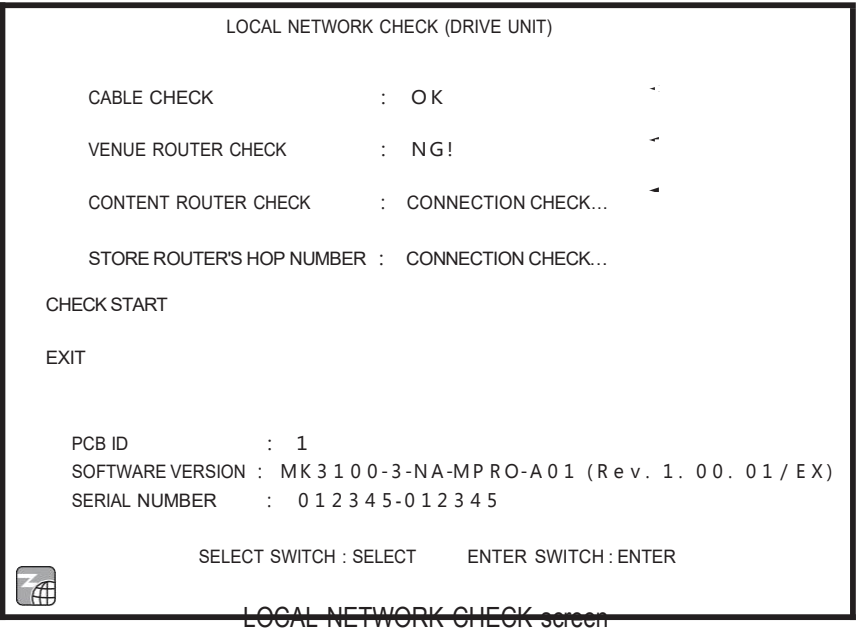 LOCAL NETWORK CHECK (DRIVE UNIT)
CABLE CHECK : OK
VENUE ROUTER CHECK : NG!
CONTENT ROUTER CHECK : CONNECTION CHECK...
STORE ROUTER'S HOP NUMBER : CONNECTION CHECK...
CHECK START
EXIT
PCB ID : 1
SOFTWARE VERSION : MK3100-3-NA-MPRO-A01 (Rev. 1. 00. 01/EX)
SERIAL NUMBER : 012345-012345
SELECT SWITCH : SELECT ENTER SWITCH : ENTER
LOCAL NETWORK CHECK screen